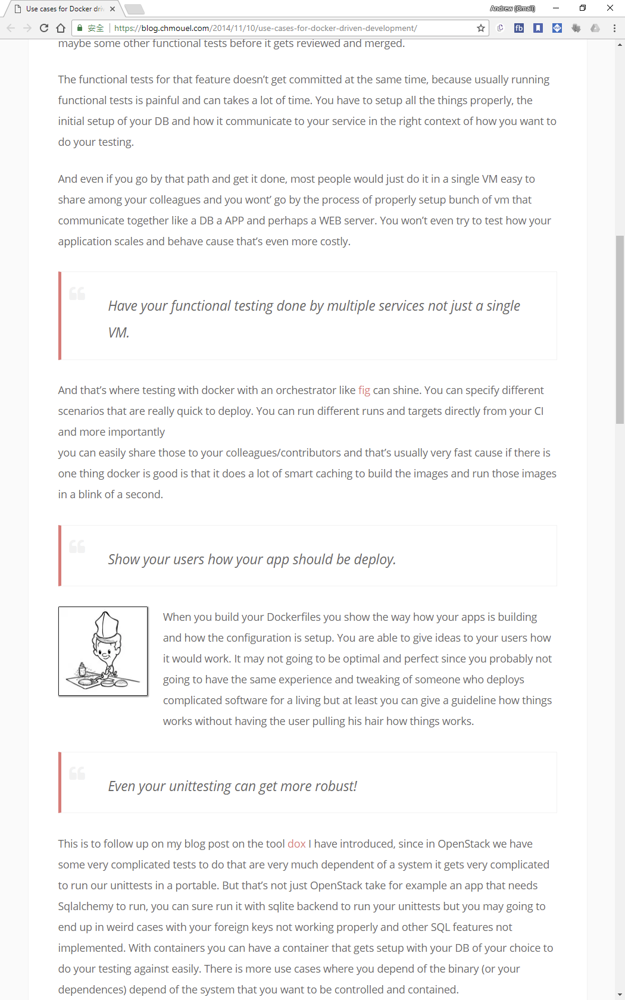 Use cases for Docker dri
Andrew (Gmail)
安全
https://blog.chmouel.com/2014/11/10/use-cases-for-docker-driven-development/
fb
maybe some other functional tests before it gets reviewed and merged.
The functional tests for that feature doesn’t get committed at the same time, because usually running
functional tests is painful and can takes a lot of time. You have to setup all the things properly, the
initial setup of your DB and how it communicate to your service in the right context of how you want to
do your testing.
And even if you go by that path and get it done, most people would just do it in a single VM easy to
share among your colleagues and you wont’ go by the process of properly setup bunch of vm that
communicate together like a DB a APP and perhaps a WEB server. You won’t even try to test how your
application scales and behave cause that’s even more costly.
Have your functional testing done by multiple services not just a single
VM.
And that’s where testing with docker with an orchestrator like fig can shine. You can specify different
scenarios that are really quick to deploy. You can run different runs and targets directly from your CI
and more importantly
you can easily share those to your colleagues/contributors and that’s usually very fast cause if there is
one thing docker is good is that it does a lot of smart caching to build the images and run those images
in a blink of a second.
Show your users how your app should be deploy.
When you build your Dockerfiles you show the way how your apps is building
and how the configuration is setup. You are able to give ideas to your users how
it would work. It may not going to be optimal and perfect since you probably not
going to have the same experience and tweaking of someone who deploys
complicated software for a living but at least you can give a guideline how things
works without having the user pulling his hair how things works.
Even your unittesting can get more robust!
This is to follow up on my blog post on the tool dox I have introduced, since in OpenStack we have
some very complicated tests to do that are very much dependent of a system it gets very complicated
to run our unittests in a portable. But that’s not just OpenStack take for example an app that needs
Sqlalchemy to run, you can sure run it with sqlite backend to run your unittests but you may going to
end up in weird cases with your foreign keys not working properly and other SQL features not
implemented. With containers you can have a container that gets setup with your DB of your choice to
do your testing against easily. There is more use cases where you depend of the binary (or your
dependences) depend of the system that you want to be controlled and contained.